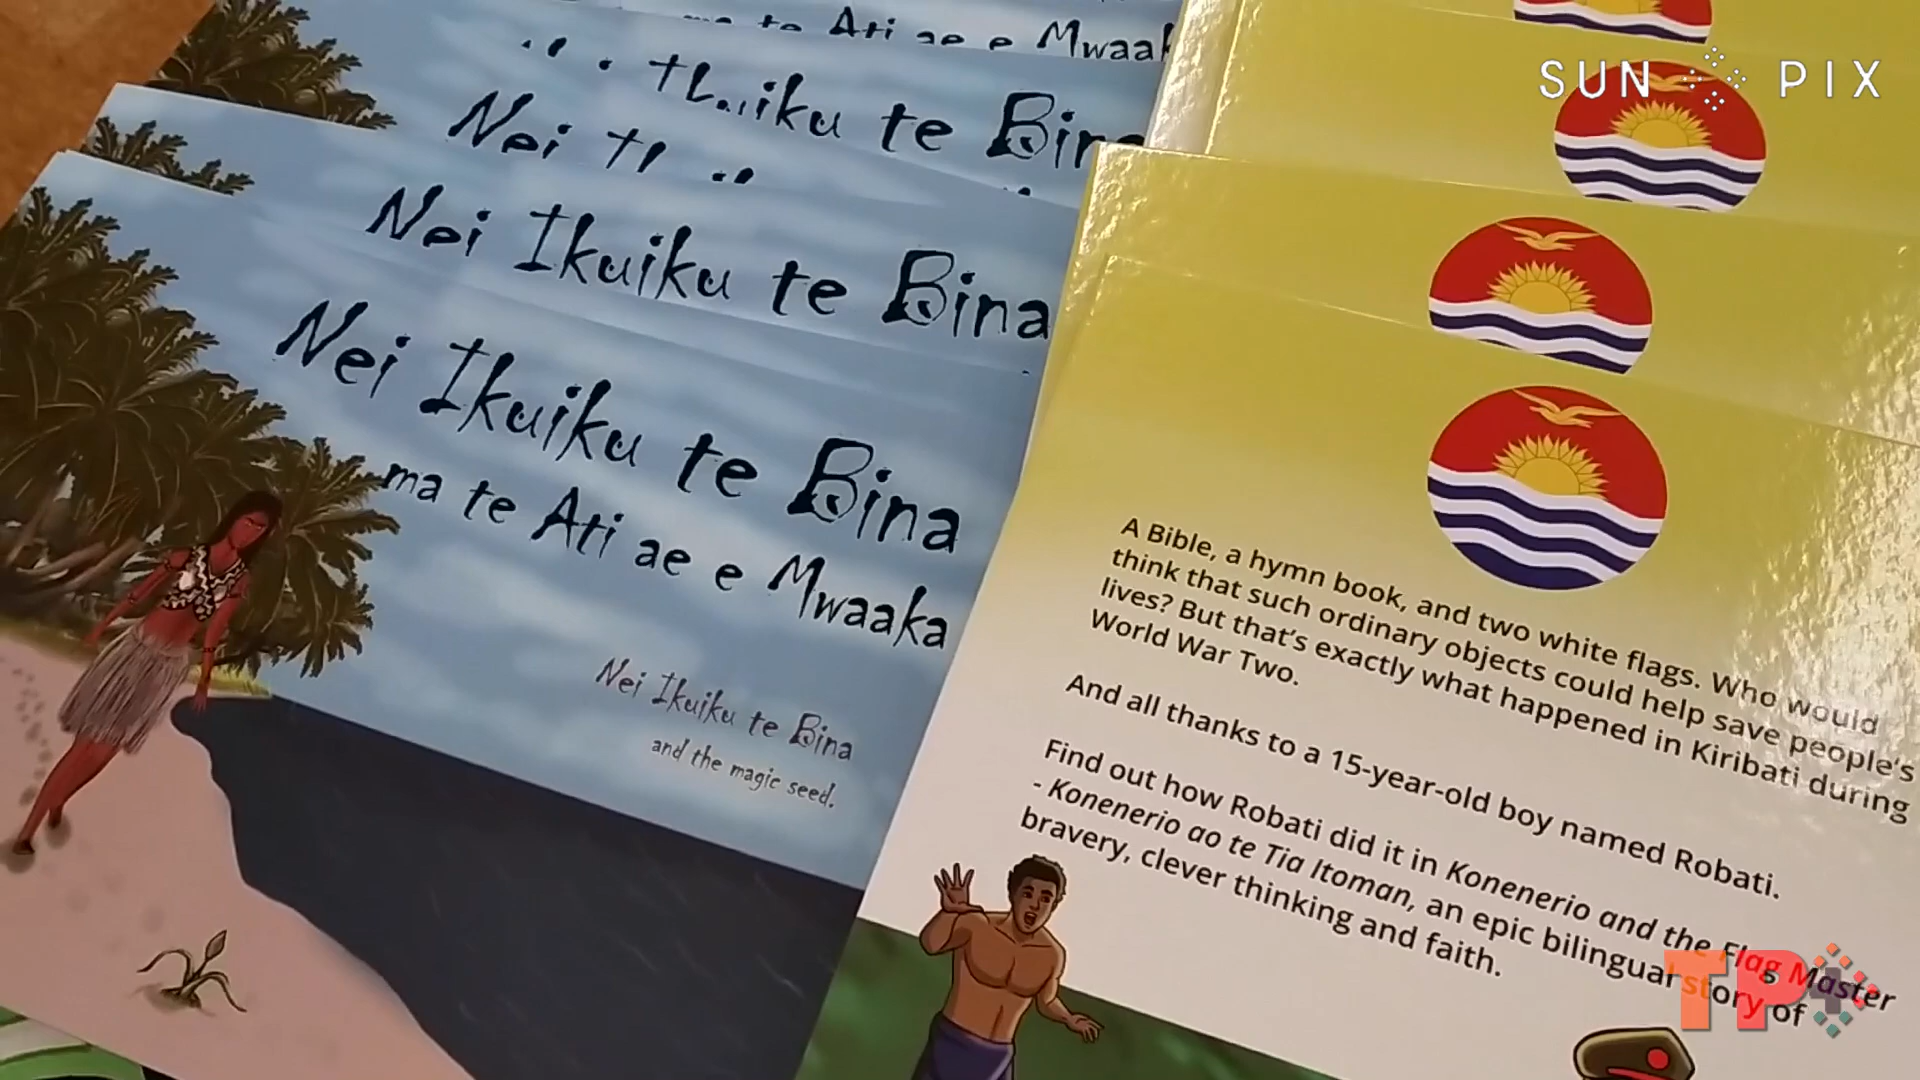 ma te Ati ae e Mwaak
Ikuiku te Bina
Nei
Nei Ikuiku te Bina
Nei Ikuiku te Bina
ma te Ati ae e Mwaaka
Nei Ikuiku te Bina
and the magic seed.
SUN PIX
A Bible, a hymn book, and two white flags. Who would
think that such ordinary objects could help save people's
lives? But that's exactly what happened in Kiribati during
World War Two.
And all thanks to a 15-year-old boy named Robati.
Find out how Robati did it in Konenerio and the Flag Master
- Konenerio ao te Tia Itoman, an epic bilingual story of
bravery, clever thinking and faith.
TP+